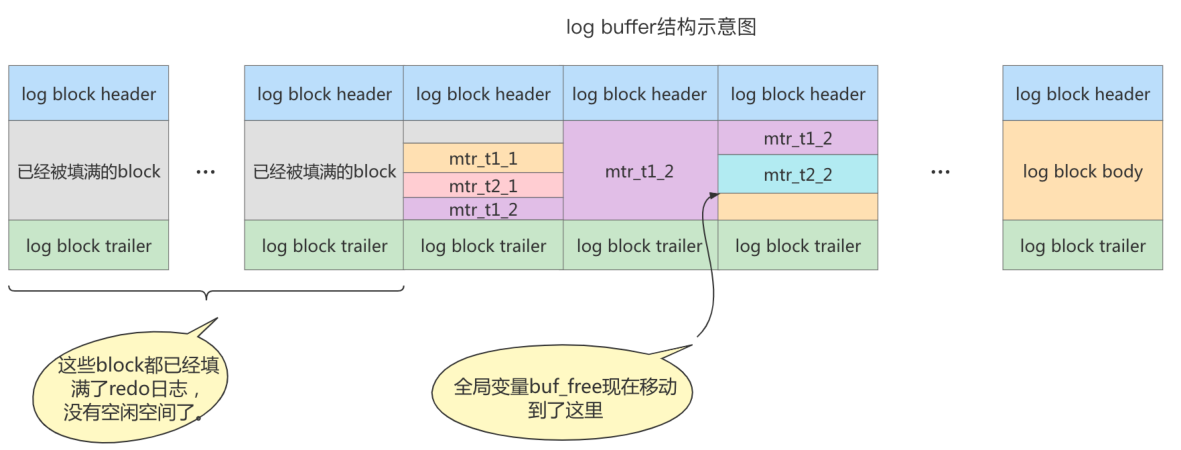 log buffer结构示意图
log block header
log block header
log block header
log block header
log block header
log block header
已经被填满的block
...
已经被填满的block
mtr_t1_1
mtr_t2_1
mtr_t1_2
mtr_t1_2
mtr_t1_2
mtr_t2_2
...
log block body
log block trailer
log block trailer
log block trailer
log block trailer
log block trailer
log block trailer
这些block都已经填
满了redo日志，
没有空闲空间了。
全局变量buf_free现在移动
到了这里